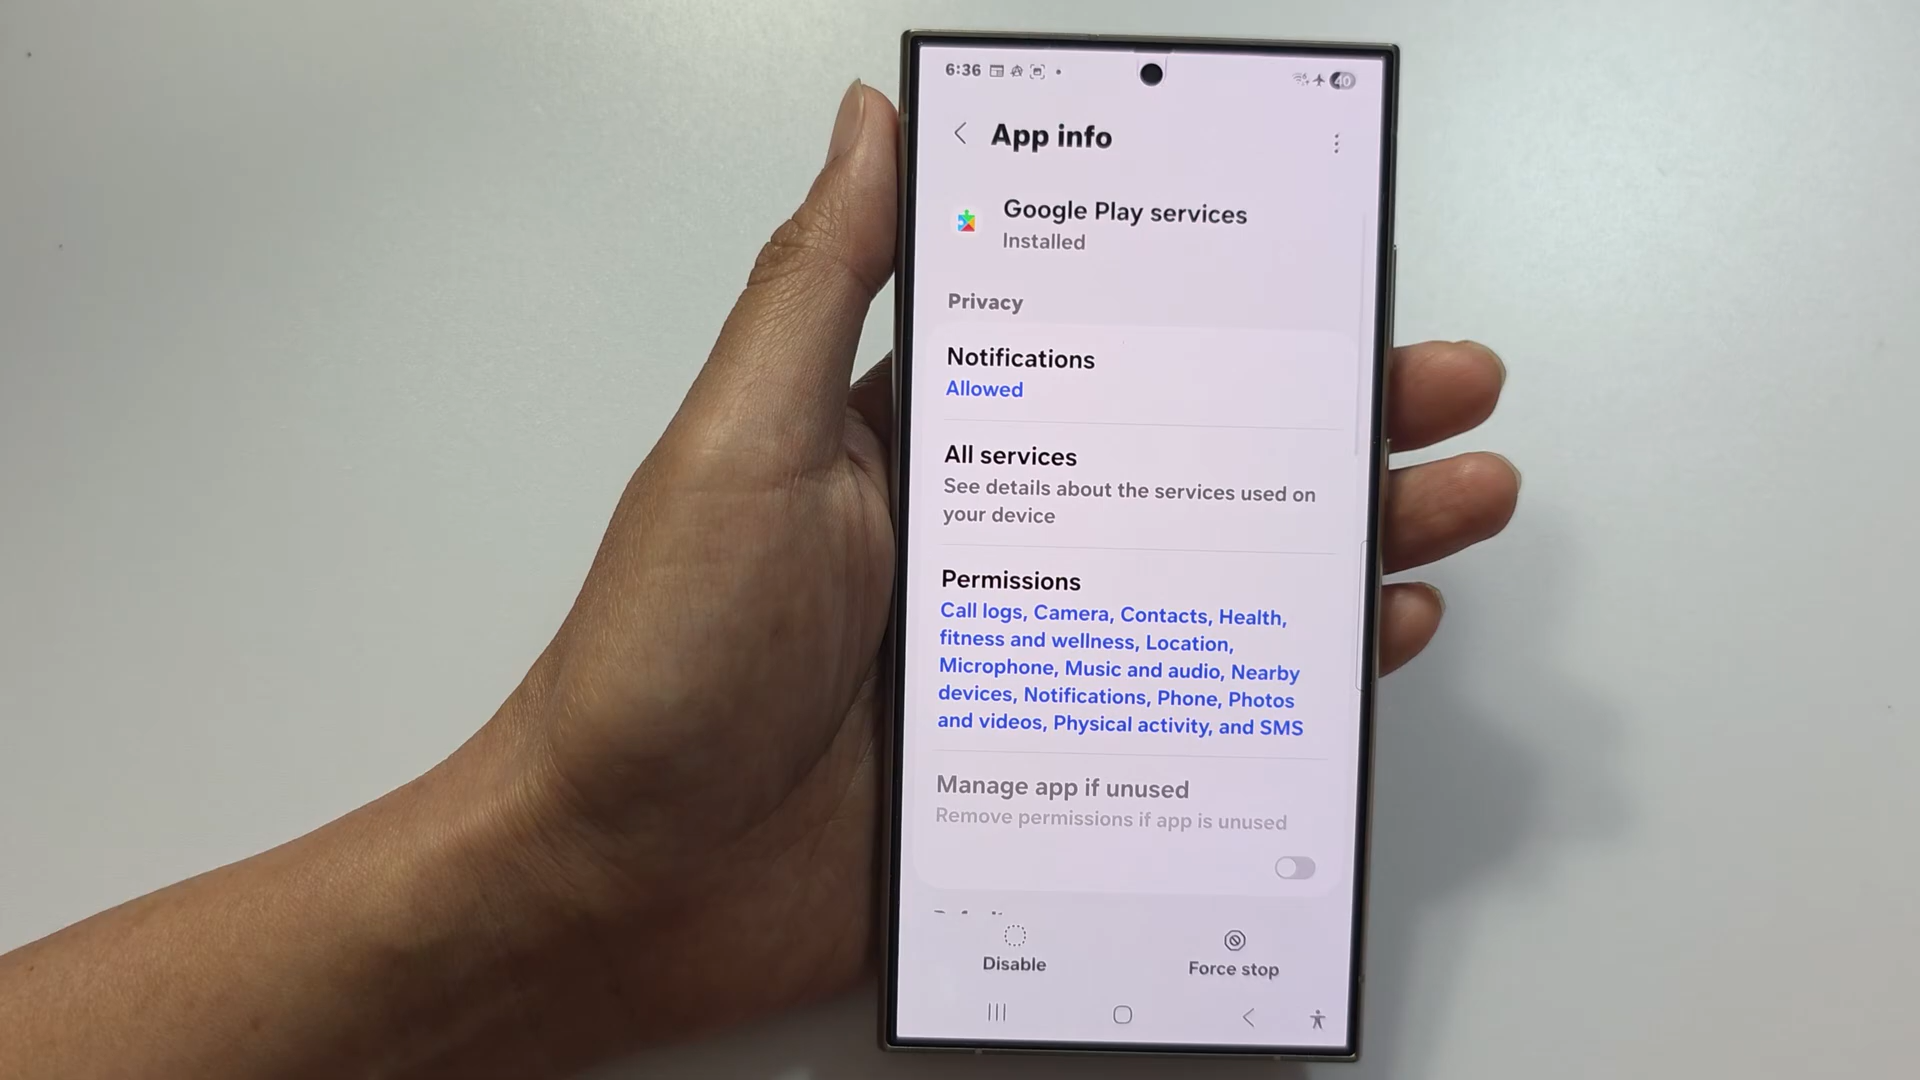 6:36
40
App info
Google Play services
Installed
Privacy
Notifications
Allowed
All services
See details about the services used on
your device
Permissions
Call logs, Camera, Contacts, Health,
fitness and wellness, Location,
Microphone, Music and audio, Nearby
devices, Notifications, Phone, Photos
and videos, Physical activity, and SMS
Manage app if unused
Remove permissions if app is unused
Disable
Force stop